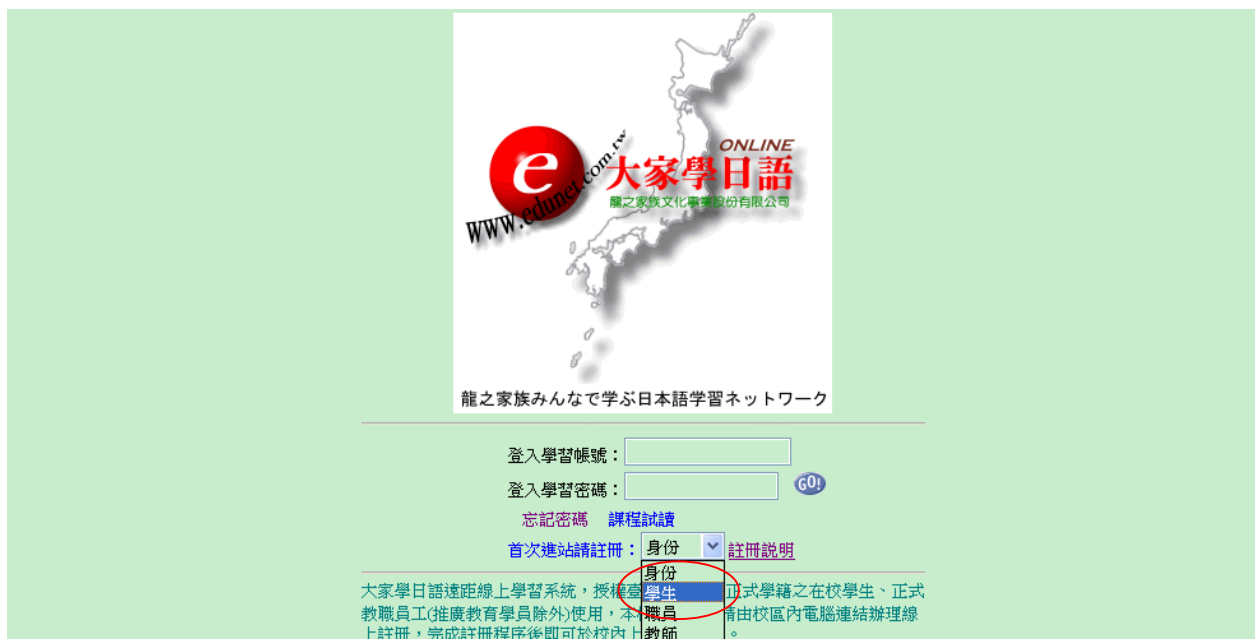 ONLINE
e 大家學日語
www.edunet.com.tw
龍之家族文化事業股份有限公司
龍之家族みんなで学ぶ日本語学習ネットワーク
登入學習帳號：
登入學習密碼： GO!
忘記密碼 課程試讀
首次進站請註冊： 身份 註冊説明
身份
學生
職員
教師
大家學日語遠距線上學習系統，授權臺 正式學籍之在校學生、正式
教職員工(推廣教育學員除外)使用，本 請由校區內電腦連結辦理線
上註冊，完成註冊程序後即可於校內上 。